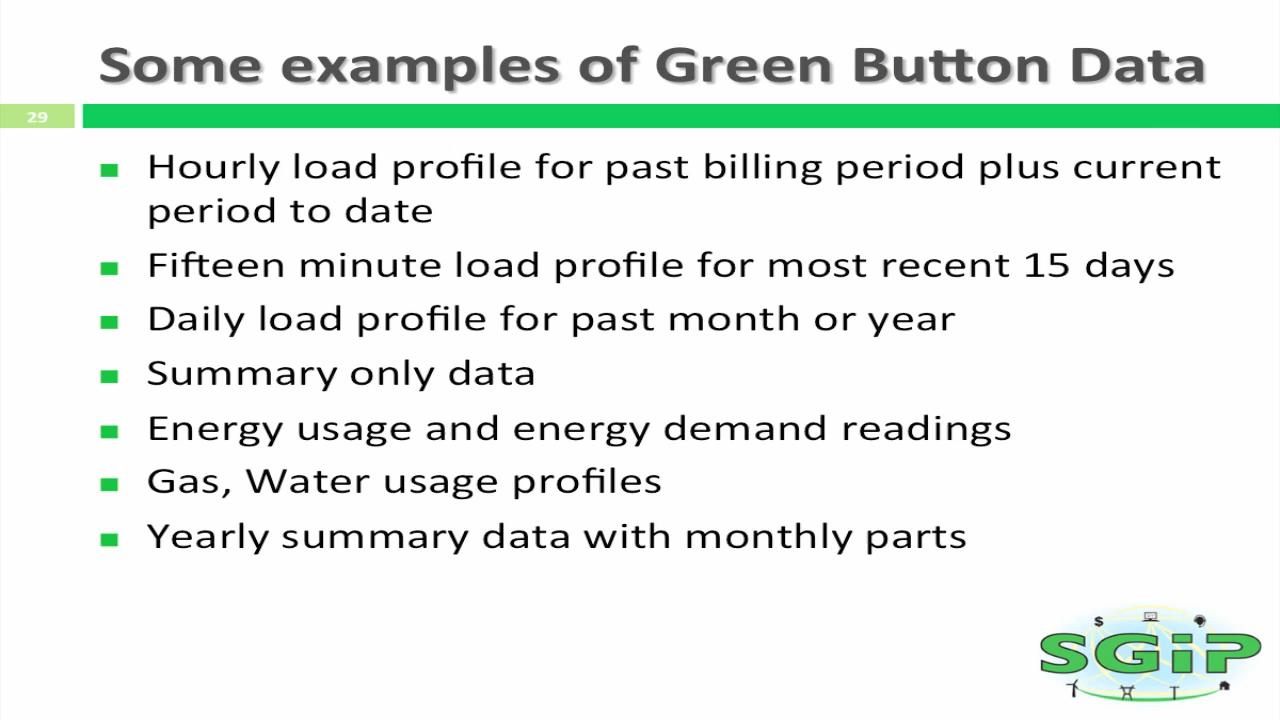 Some examples of Green Button Data
29
Hourly load profile for past billing period plus current
period to date
Fifteen minute load profile for most recent 15 days
Daily load profile for past month or year
Summary only data
Energy usage and energy demand readings
Gas, Water usage profiles
Yearly summary data with monthly parts
$
SGiP